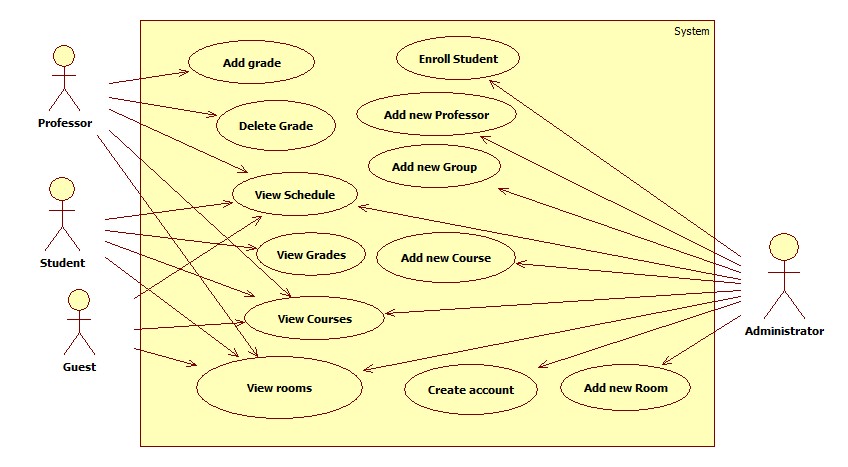 System
Professor
Student
Guest
Administrator
Add grade
Enroll Student
Delete Grade
Add new Professor
Add new Group
View Schedule
View Grades
Add new Course
View Courses
View rooms
Create account
Add new Room